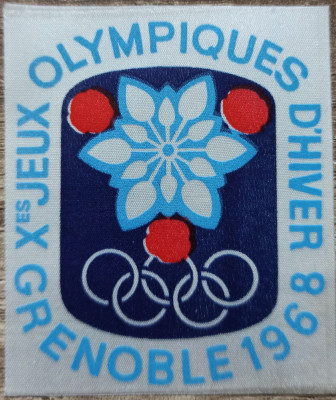 XES JEUX OLYMPIQUES D'HIVER
GRENOBLE 1968